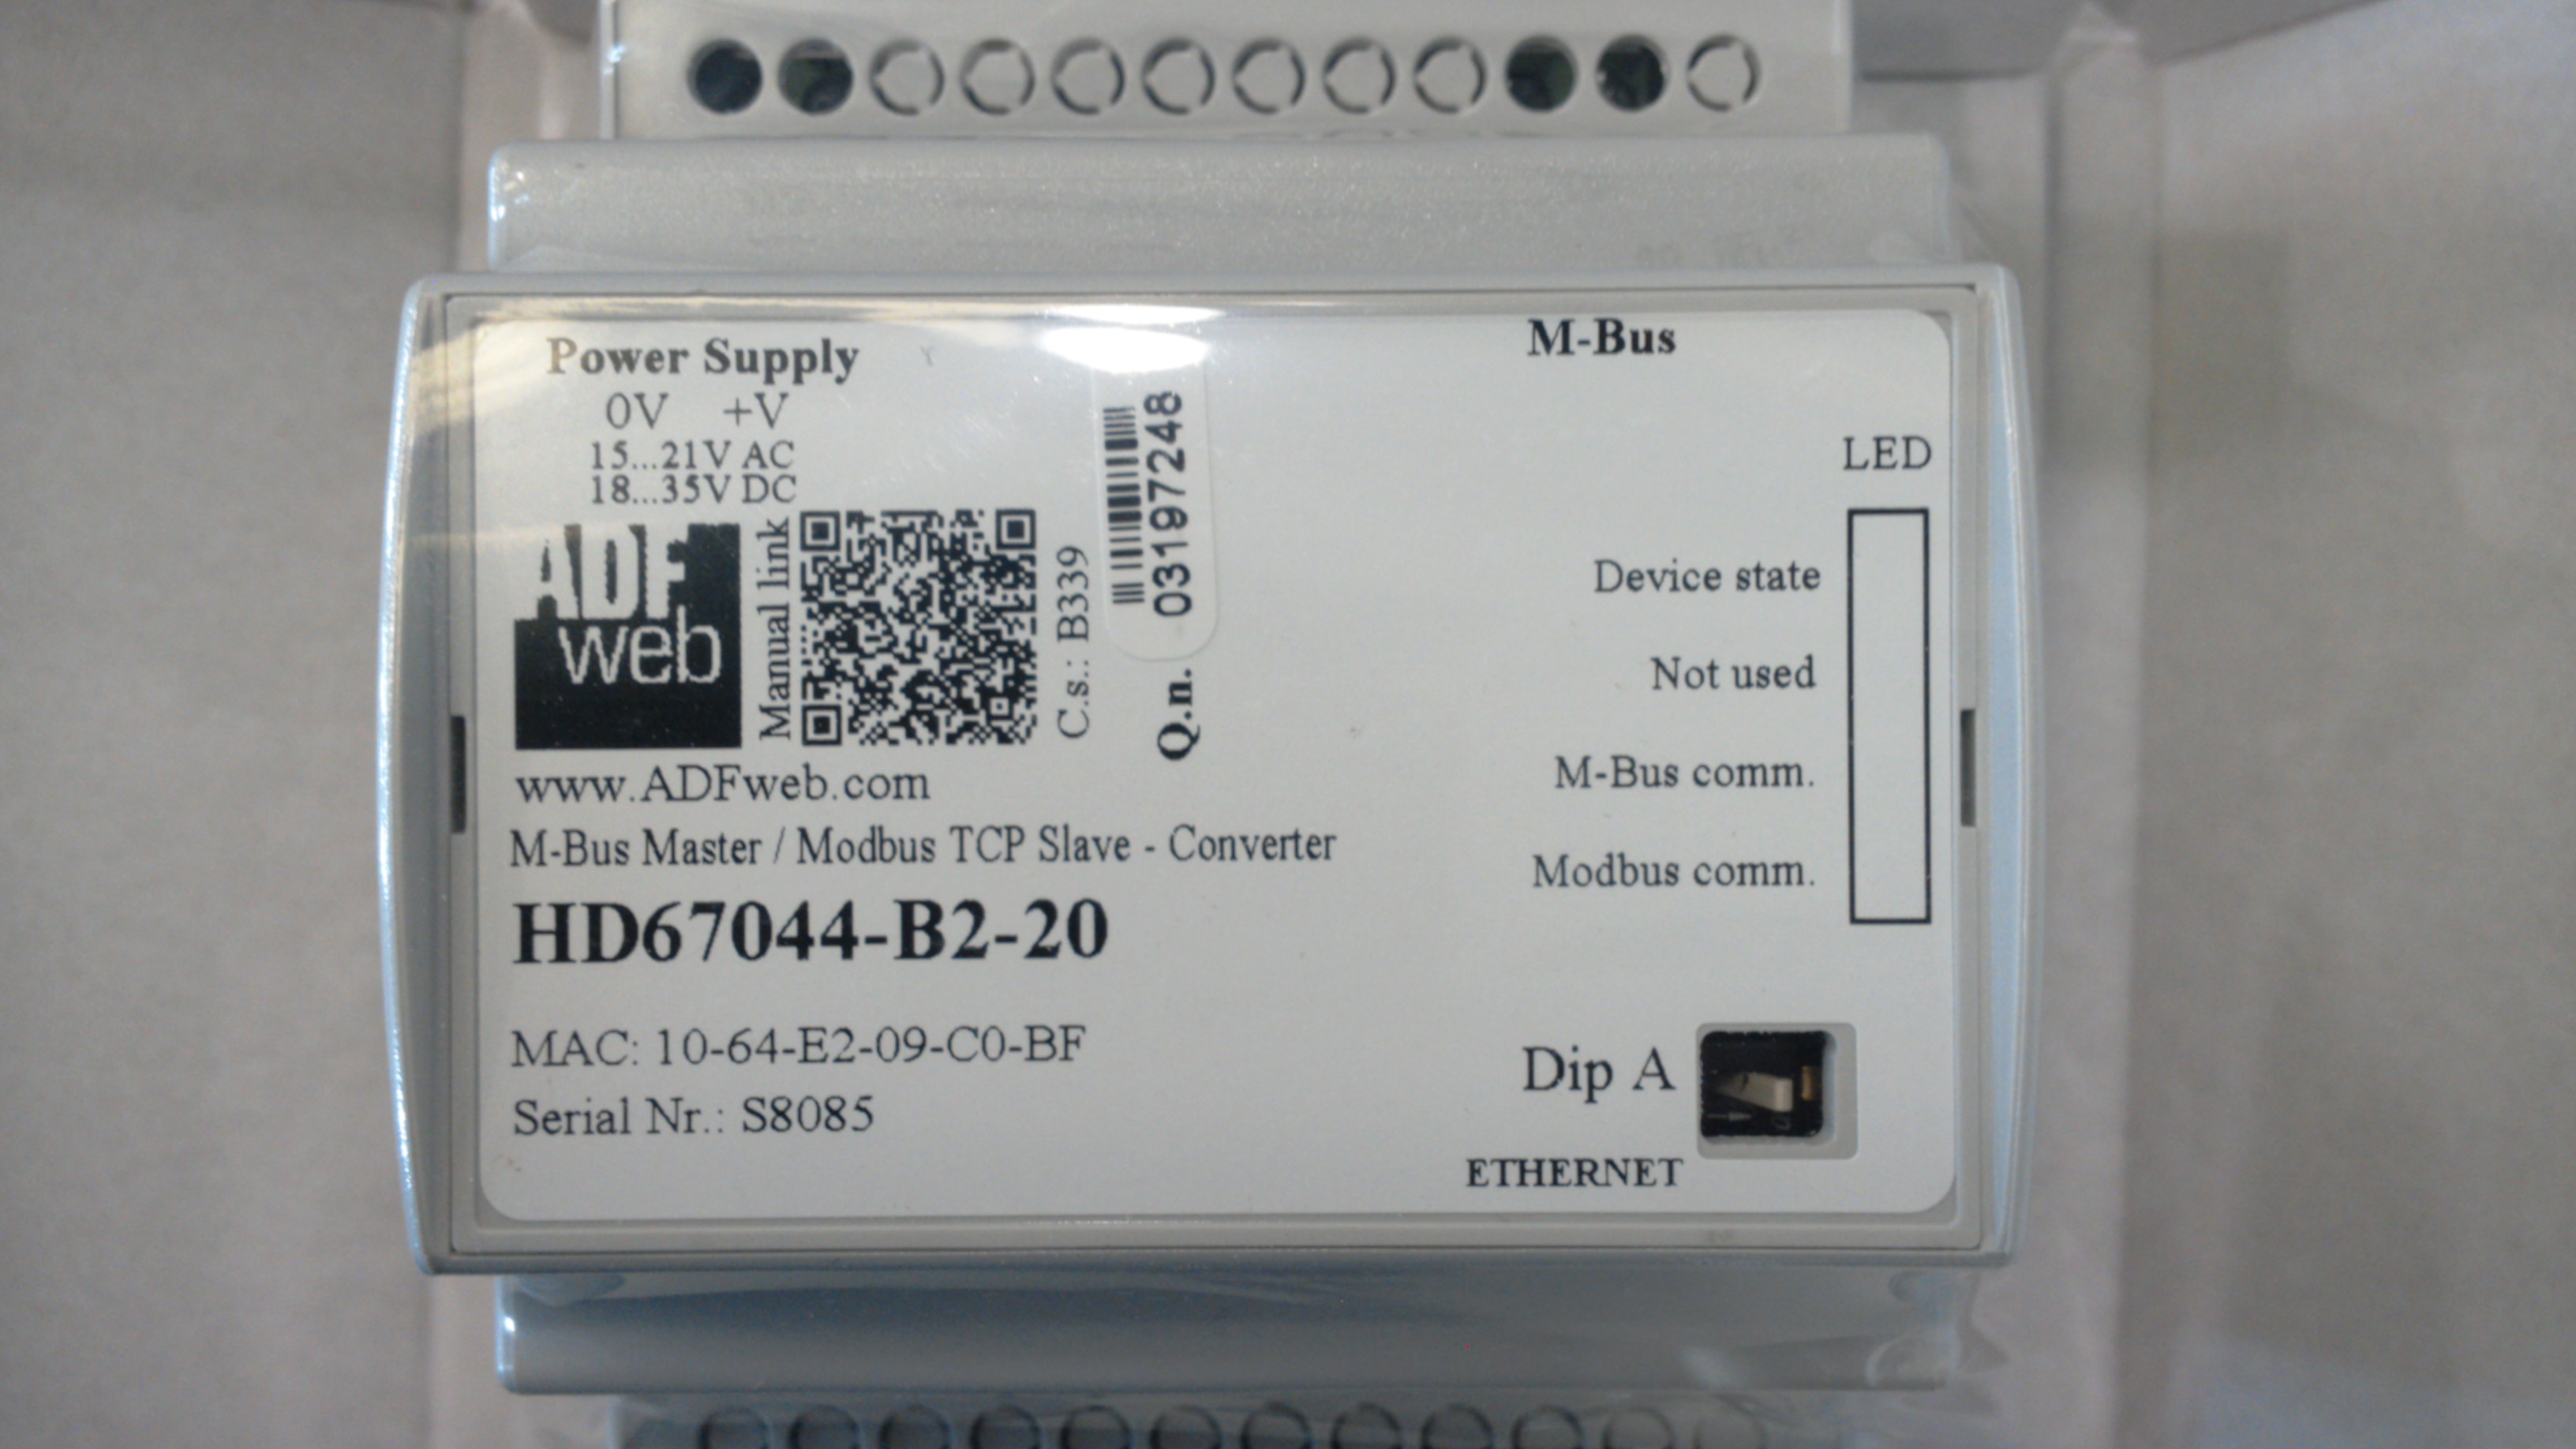 Power Supply
0V +V
15...21V AC
18...35V DC
M-Bus
LED
ADF
web
Manual link
C.s.: B339
Q.n. 03197248
Device state
Not used
M-Bus comm.
Modbus comm.
www.ADFweb.com
M-Bus Master / Modbus TCP Slave - Converter
HD67044-B2-20
MAC: 10-64-E2-09-C0-BF
Serial Nr.: S8085
Dip A
ETHERNET